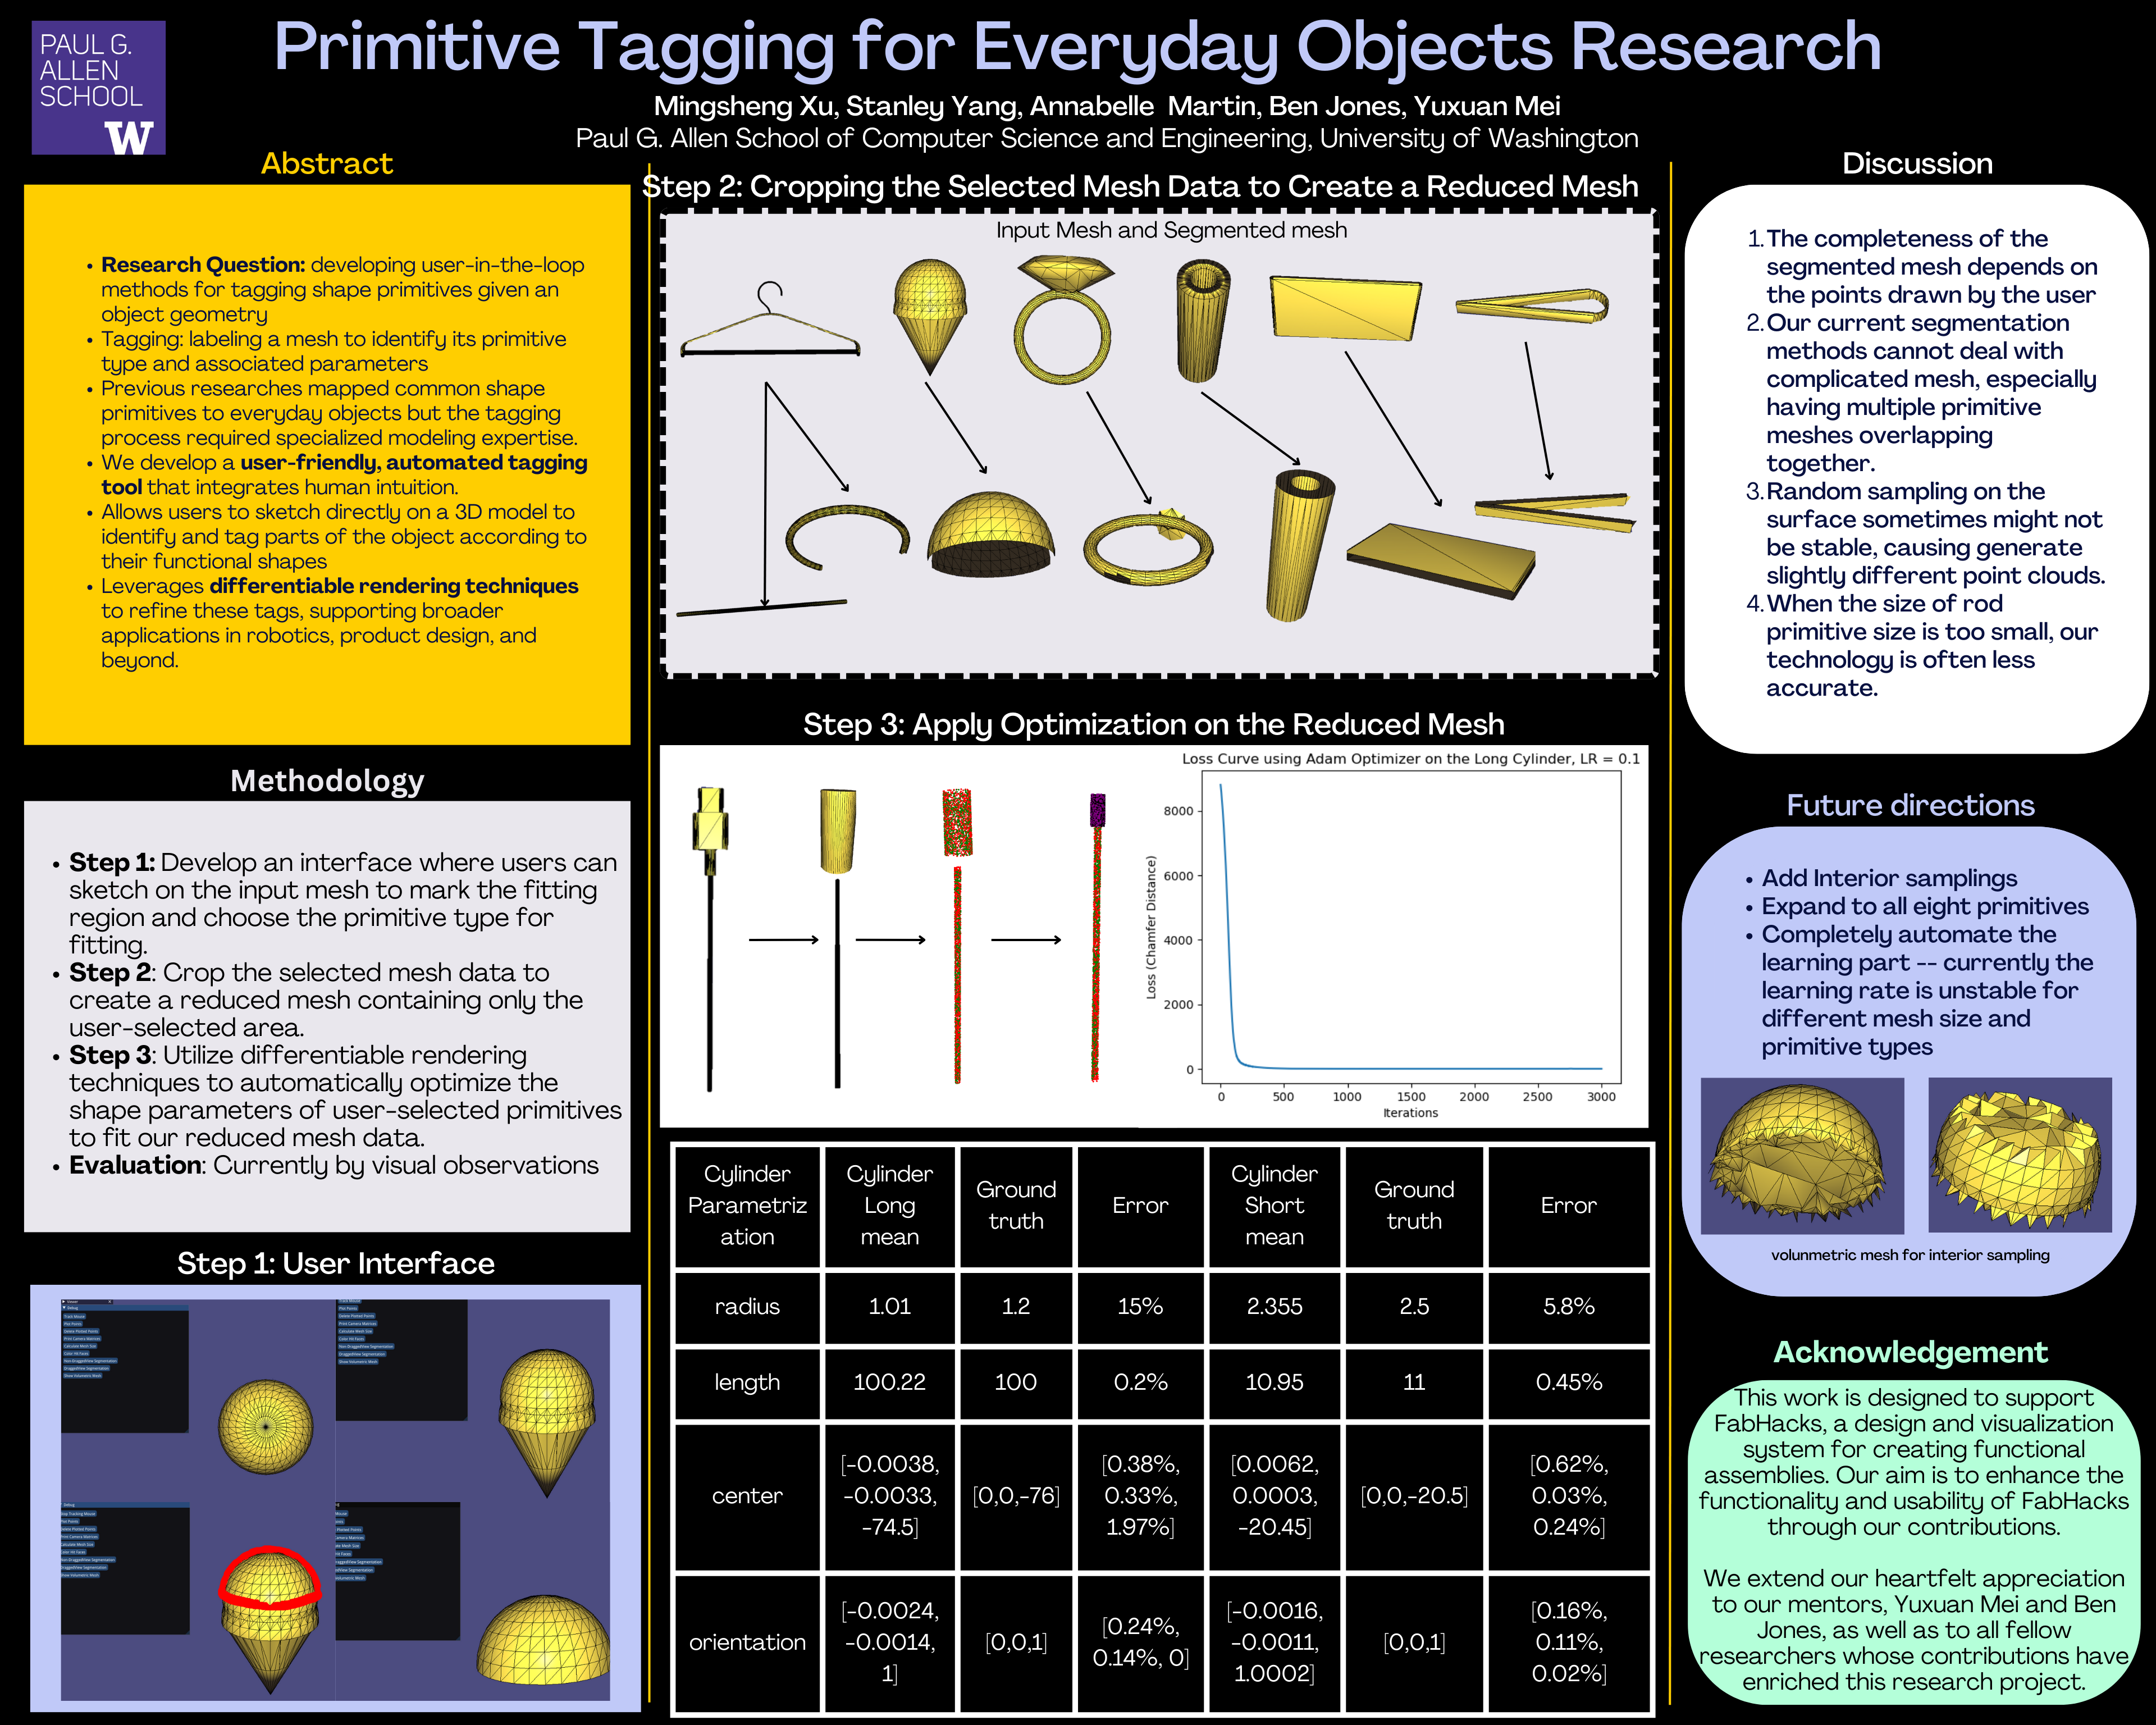 PAUL G.
ALLEN
SCHOOL
W
Primitive Tagging for Everyday Objects Research
Mingsheng Xu, Stanley Yang, Annabelle Martin, Ben Jones, Yuxuan Mei
Paul G. Allen School of Computer Science and Engineering, University of Washington
Abstract
• Research Question: developing user-in-the-loop
methods for tagging shape primitives given an
object geometry
• Tagging: labeling a mesh to identify its primitive
type and associated parameters
• Previous researches mapped common shape
primitives to everyday objects but the tagging
process required specialized modeling expertise.
• We develop a user-friendly, automated tagging
tool that integrates human intuition.
• Allows users to sketch directly on a 3D model to
identify and tag parts of the object according to
their functional shapes
• Leverages differentiable rendering techniques
to refine these tags, supporting broader
applications in robotics, product design, and
beyond.
Methodology
• Step 1: Develop an interface where users can
sketch on the input mesh to mark the fitting
region and choose the primitive type for
fitting.
• Step 2: Crop the selected mesh data to
create a reduced mesh containing only the
user-selected area.
• Step 3: Utilize differentiable rendering
techniques to automatically optimize the
shape parameters of user-selected primitives
to fit our reduced mesh data.
• Evaluation: Currently by visual observations
Step 1: User Interface
Step 2: Cropping the Selected Mesh Data to Create a Reduced Mesh
Input Mesh and Segmented mesh
Step 3: Apply Optimization on the Reduced Mesh
Loss Curve using Adam Optimizer on the Long Cylinder, LR = 0.1
Loss (Chamfer Distance)
8000
6000
4000
2000
0
0 500 1000 1500 2000 2500 3000
Iterations
Cylinder Parametriz ation | Cylinder Long mean | Ground truth | Error | Cylinder Short mean | Ground truth | Error
radius | 1.01 | 1.2 | 15% | 2.355 | 2.5 | 5.8%
length | 100.22 | 100 | 0.2% | 10.95 | 11 | 0.45%
center | [-0.0038, -0.0033, -74.5] | [0,0,-76] | [0.38%, 0.33%, 1.97%] | [0.0062, 0.0003, -20.45] | [0,0,-20.5] | [0.62%, 0.03%, 0.24%]
orientation | [-0.0024, -0.0014, 1] | [0,0,1] | [0.24%, 0.14%, 0] | [-0.0016, -0.0011, 1.0002] | [0,0,1] | [0.16%, 0.11%, 0.02%]
Discussion
1. The completeness of the
segmented mesh depends on
the points drawn by the user
2. Our current segmentation
methods cannot deal with
complicated mesh, especially
having multiple primitive
meshes overlapping
together.
3. Random sampling on the
surface sometimes might not
be stable, causing generate
slightly different point clouds.
4. When the size of rod
primitive size is too small, our
technology is often less
accurate.
Future directions
• Add Interior samplings
• Expand to all eight primitives
• Completely automate the
learning part -- currently the
learning rate is unstable for
different mesh size and
primitive types
volunmetric mesh for interior sampling
Acknowledgement
This work is designed to support
FabHacks, a design and visualization
system for creating functional
assemblies. Our aim is to enhance the
functionality and usability of FabHacks
through our contributions.
We extend our heartfelt appreciation
to our mentors, Yuxuan Mei and Ben
Jones, as well as to all fellow
researchers whose contributions have
enriched this research project.